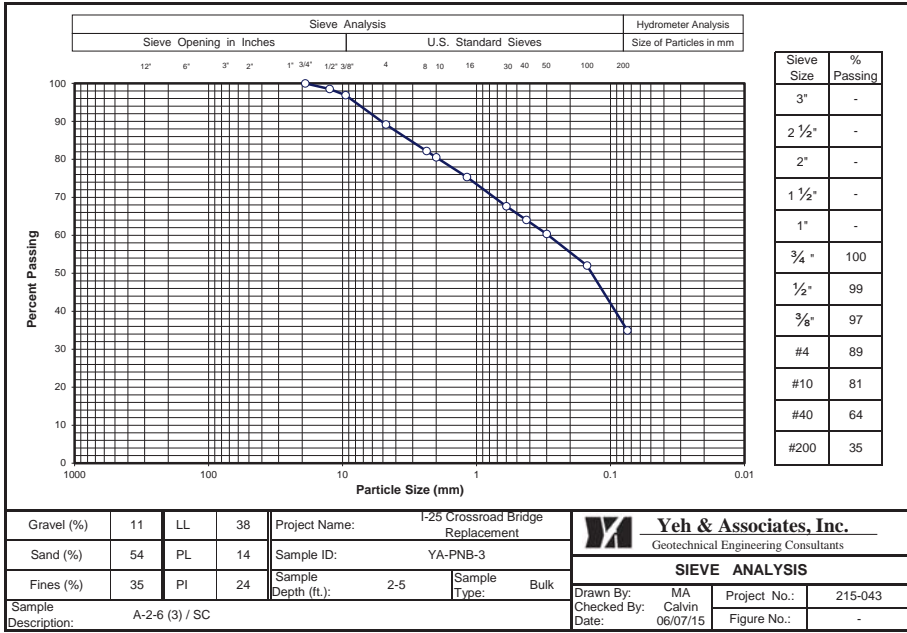 Sieve Analysis
Hydrometer Analysis
Sieve Opening in Inches
U.S. Standard Sieves
Size of Particles in mm
12" 6" 3" 2" 1" 3/4" 1/2" 3/8" 4 8 10 16 30 40 50 100 200
100
90
80
70
60
50
40
30
20
10
0
Percent Passing
1000 100 10 1 0.1 0.01
Particle Size (mm)
Sieve Size % Passing
3" -
2 ½" -
2" -
1 ½" -
1" -
¾ " 100
½" 99
⅜" 97
#4 89
#10 81
#40 64
#200 35
Gravel (%) 11 LL 38
Sand (%) 54 PL 14
Fines (%) 35 PI 24
Project Name: I-25 Crossroad Bridge Replacement
Sample ID: YA-PNB-3
Sample Depth (ft.): 2-5 Sample Type: Bulk
Sample Description: A-2-6 (3) / SC
Yeh & Associates, Inc.
Geotechnical Engineering Consultants
SIEVE ANALYSIS
Drawn By: MA
Checked By: Calvin
Date: 06/07/15
Project No.: 215-043
Figure No.: -